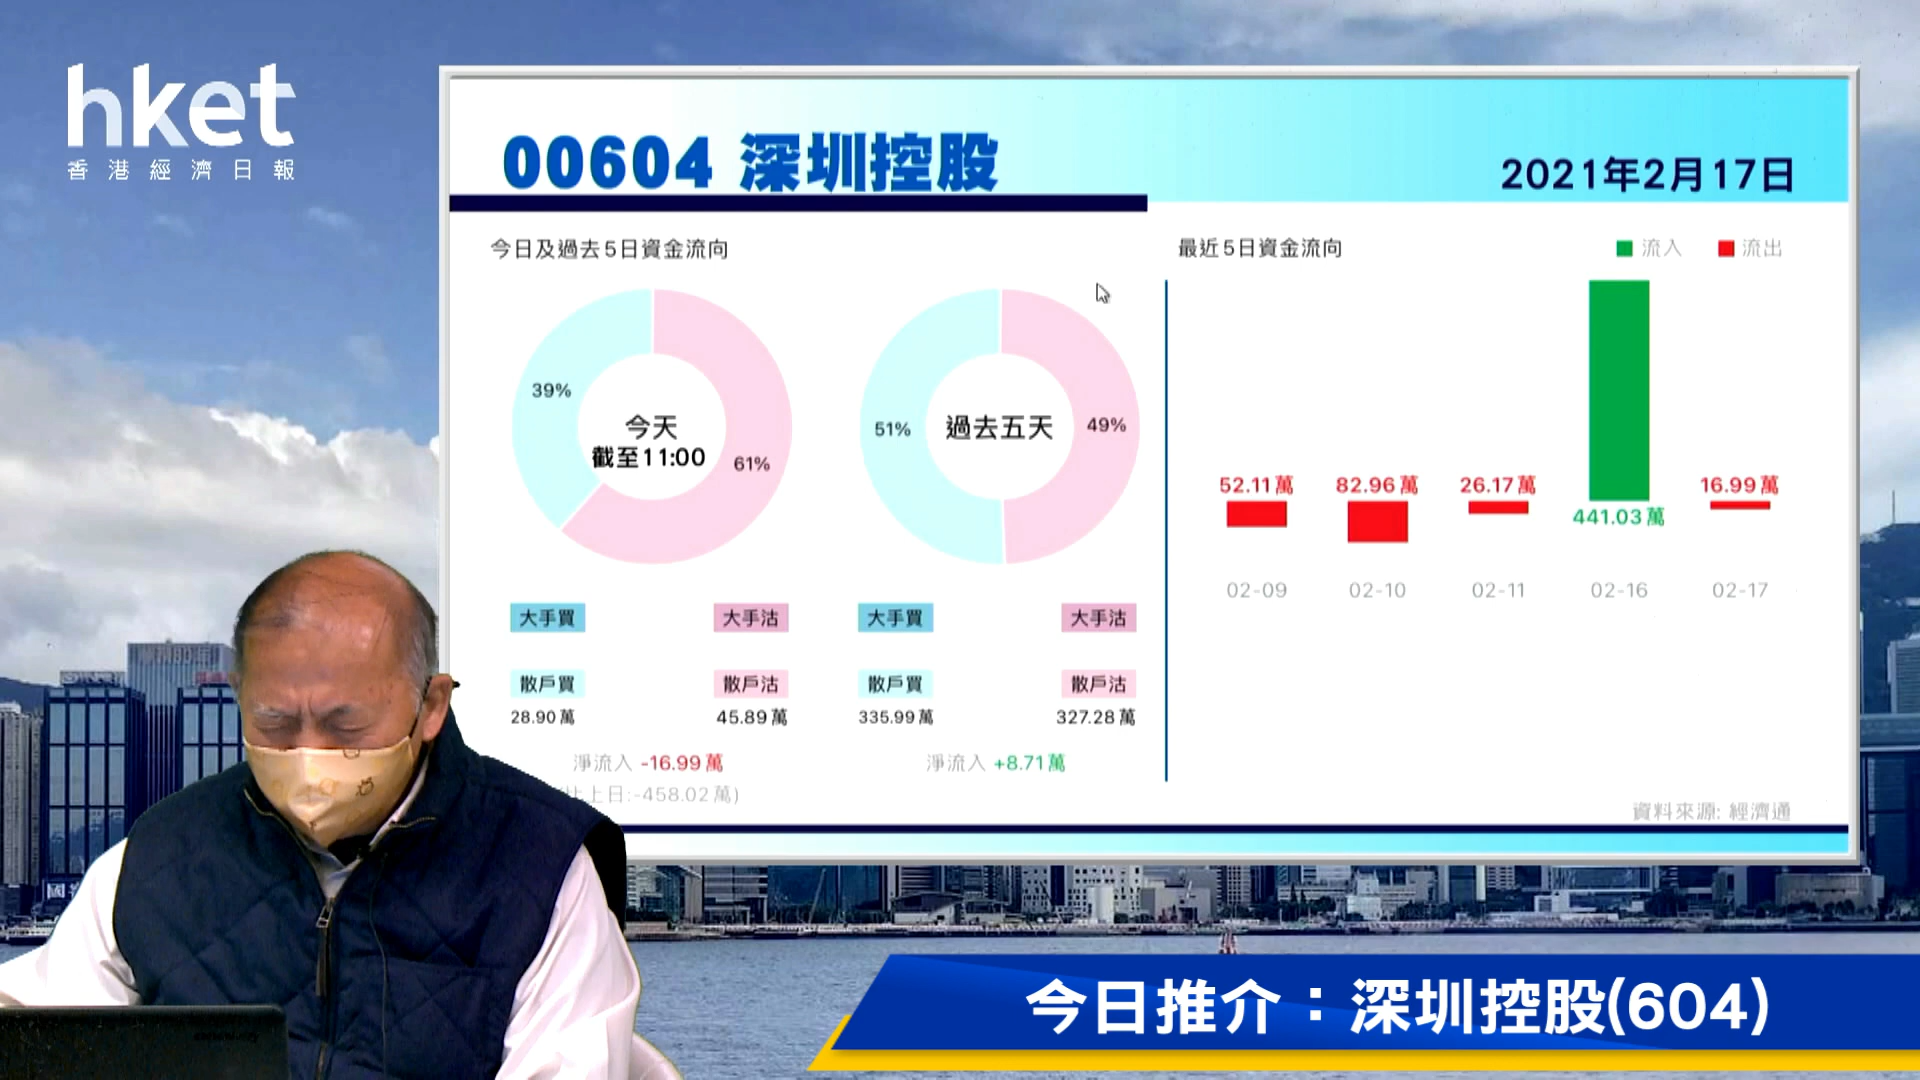 hket
香港經濟日報
00604 深圳控股
2021年2月17日
今日及過去5日資金流向
39%
今天
截至11:00
61%
51%
過去五天
49%
大手買
大手沽
散戶買
28.90萬
散戶沽
45.89萬
淨流入 -16.99萬
比上日:-458.02萬)
大手買
大手沽
散戶買
335.99萬
散戶沽
327.28萬
淨流入 +8.71萬
最近5日資金流向
流入
流出
52.11萬
82.96萬
26.17萬
441.03萬
16.99萬
02-09
02-10
02-11
02-16
02-17
資料來源: 經濟通
今日推介：深圳控股(604)